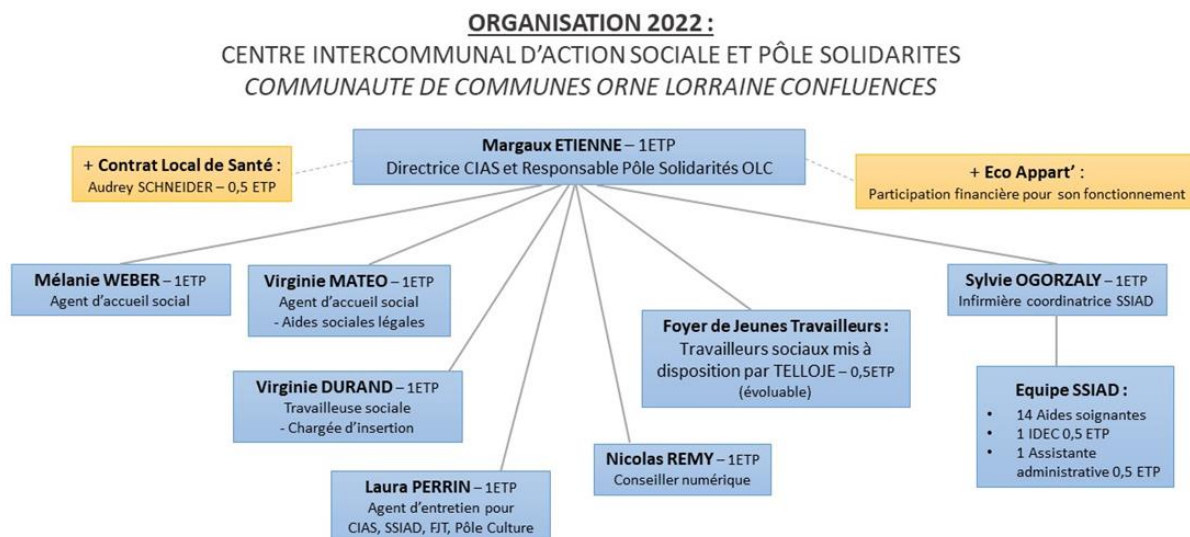 ORGANISATION 2022 :
CENTRE INTERCOMMUNAL D'ACTION SOCIALE ET PÔLE SOLIDARITES
COMMUNAUTE DE COMMUNES ORNE LORRAINE CONFLUENCES
Margaux ETIENNE – 1ETP
Directrice CIAS et Responsable Pôle Solidarités OLC
+ Contrat Local de Santé :
Audrey SCHNEIDER – 0,5 ETP
+ Eco Appart' :
Participation financière pour son fonctionnement
Mélanie WEBER – 1ETP
Agent d'accueil social
Virginie MATEO – 1ETP
Agent d'accueil social
- Aides sociales légales
Sylvie OGORZALY – 1ETP
Infirmière coordinatrice SSIAD
Foyer de Jeunes Travailleurs :
Travailleurs sociaux mis à
disposition par TELLOJE – 0,5ETP
(évoluable)
Virginie DURAND – 1ETP
Travailleuse sociale
- Chargée d'insertion
Equipe SSIAD :
• 14 Aides soignantes
• 1 IDEC 0,5 ETP
• 1 Assistante
administrative 0,5 ETP
Nicolas REMY – 1ETP
Conseiller numérique
Laura PERRIN – 1ETP
Agent d'entretien pour
CIAS, SSIAD, FJT, Pôle Culture